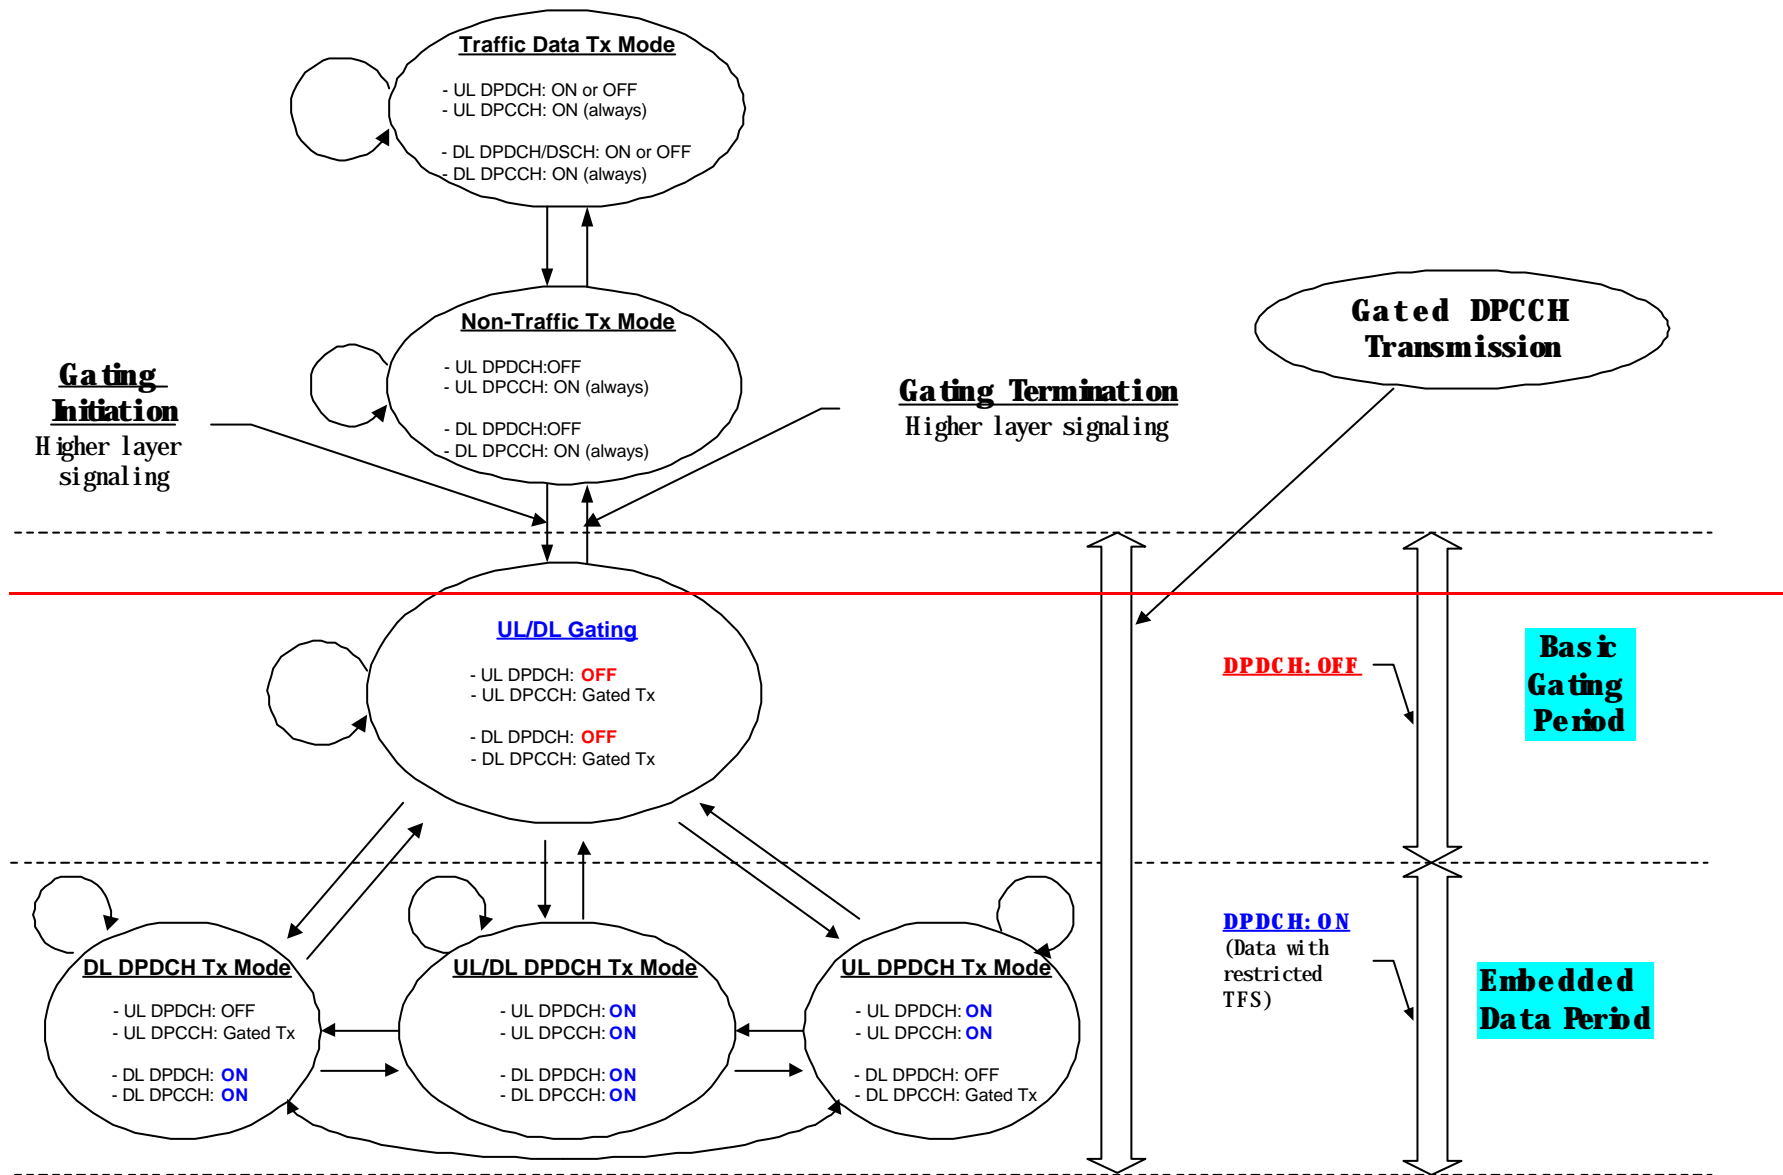 Traffic Data Tx Mode
- UL DPDCH: ON or OFF
- UL DPCCH: ON (always)
- DL DPDCH/DSCH: ON or OFF
- DL DPCCH: ON (always)
Non-Traffic Tx Mode
- UL DPDCH:OFF
- UL DPCCH: ON (always)
- DL DPDCH:OFF
- DL DPCCH: ON (always)
Gating
Initiation
Higher layer
signaling
Gating Termination
Higher layer signaling
Gated DPCCH
Transmission
UL/DL Gating
- UL DPDCH: OFF
- UL DPCCH: Gated Tx
- DL DPDCH: OFF
- DL DPCCH: Gated Tx
DPDCH: OFF
Basic
Gating
Period
DL DPDCH Tx Mode
- UL DPDCH: OFF
- UL DPCCH: Gated Tx
- DL DPDCH: ON
- DL DPCCH: ON
UL/DL DPDCH Tx Mode
- UL DPDCH: ON
- UL DPCCH: ON
- DL DPDCH: ON
- DL DPCCH: ON
UL DPDCH Tx Mode
- UL DPDCH: ON
- UL DPCCH: ON
- DL DPDCH: OFF
- DL DPCCH: Gated Tx
DPDCH: ON
(Data with
restricted
TFS)
Embedded
Data Period